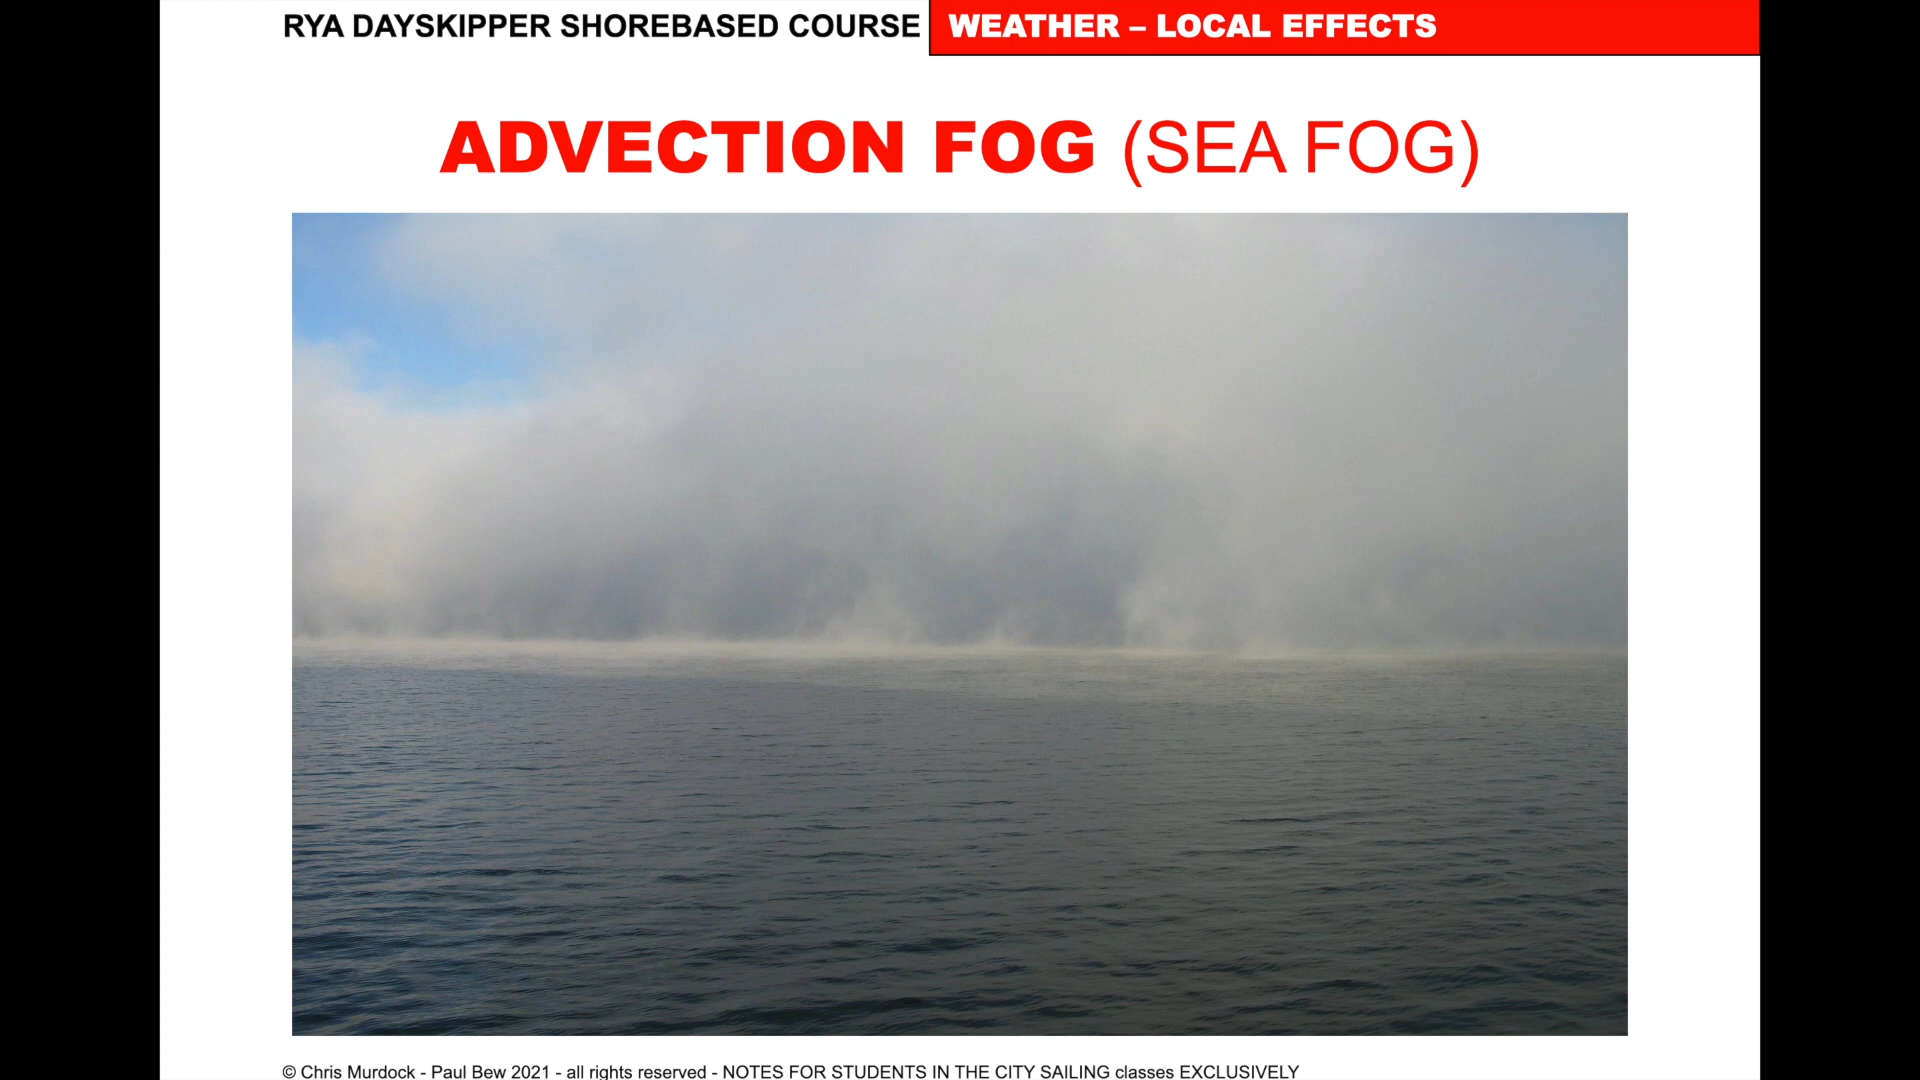 RYA DAYSKIPPER SHOREBASED COURSE WEATHER – LOCAL EFFECTS
ADVECTION FOG (SEA FOG)
© Chris Murdock - Paul Bew 2021 - all rights reserved - NOTES FOR STUDENTS IN THE CITY SAILING classes EXCLUSIVELY